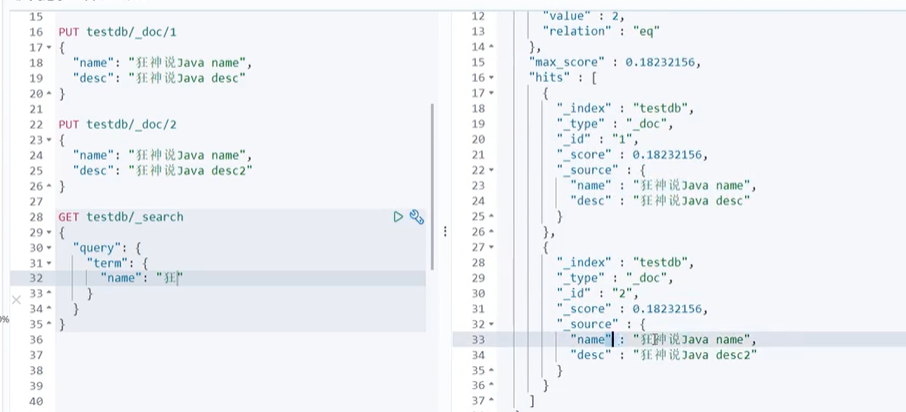 15
16 PUT testdb/_doc/1
17 {
18 "name": "狂神说Java name",
19 "desc": "狂神说Java desc"
20 }
21
22 PUT testdb/_doc/2
23 {
24 "name": "狂神说Java name",
25 "desc": "狂神说Java desc2"
26 }
27
28 GET testdb/_search
29 {
30 "query": {
31 "term": {
32 "name": "狂"
33 }
34 }
35 }
36
37
38
39
40
12 "value" : 2,
13 "relation" : "eq"
14 },
15 "max_score" : 0.18232156,
16 "hits" : [
17 {
18 "_index" : "testdb",
19 "_type" : "_doc",
20 "_id" : "1",
21 "_score" : 0.18232156,
22 "_source" : {
23 "name" : "狂神说Java name",
24 "desc" : "狂神说Java desc"
25 }
26 },
27 {
28 "_index" : "testdb",
29 "_type" : "_doc",
30 "_id" : "2",
31 "_score" : 0.18232156,
32 "_source" : {
33 "name" : "狂神说Java name",
34 "desc" : "狂神说Java desc2"
35 }
36 }
37 ]